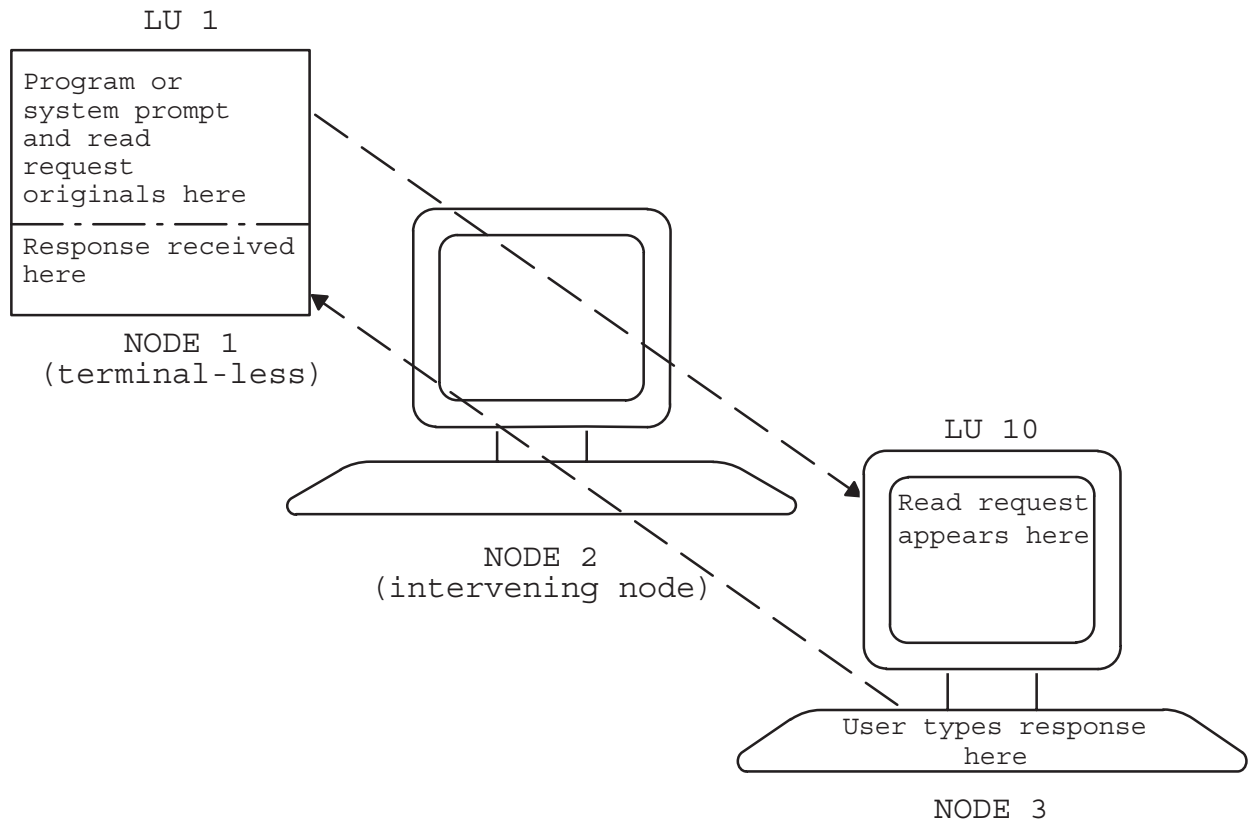 LU 1
Program or
system prompt
and read
request
originals here
Response received
here
NODE 1
(terminal-less)
NODE 2
(intervening node)
LU 10
Read request
appears here
User types response
here
NODE 3